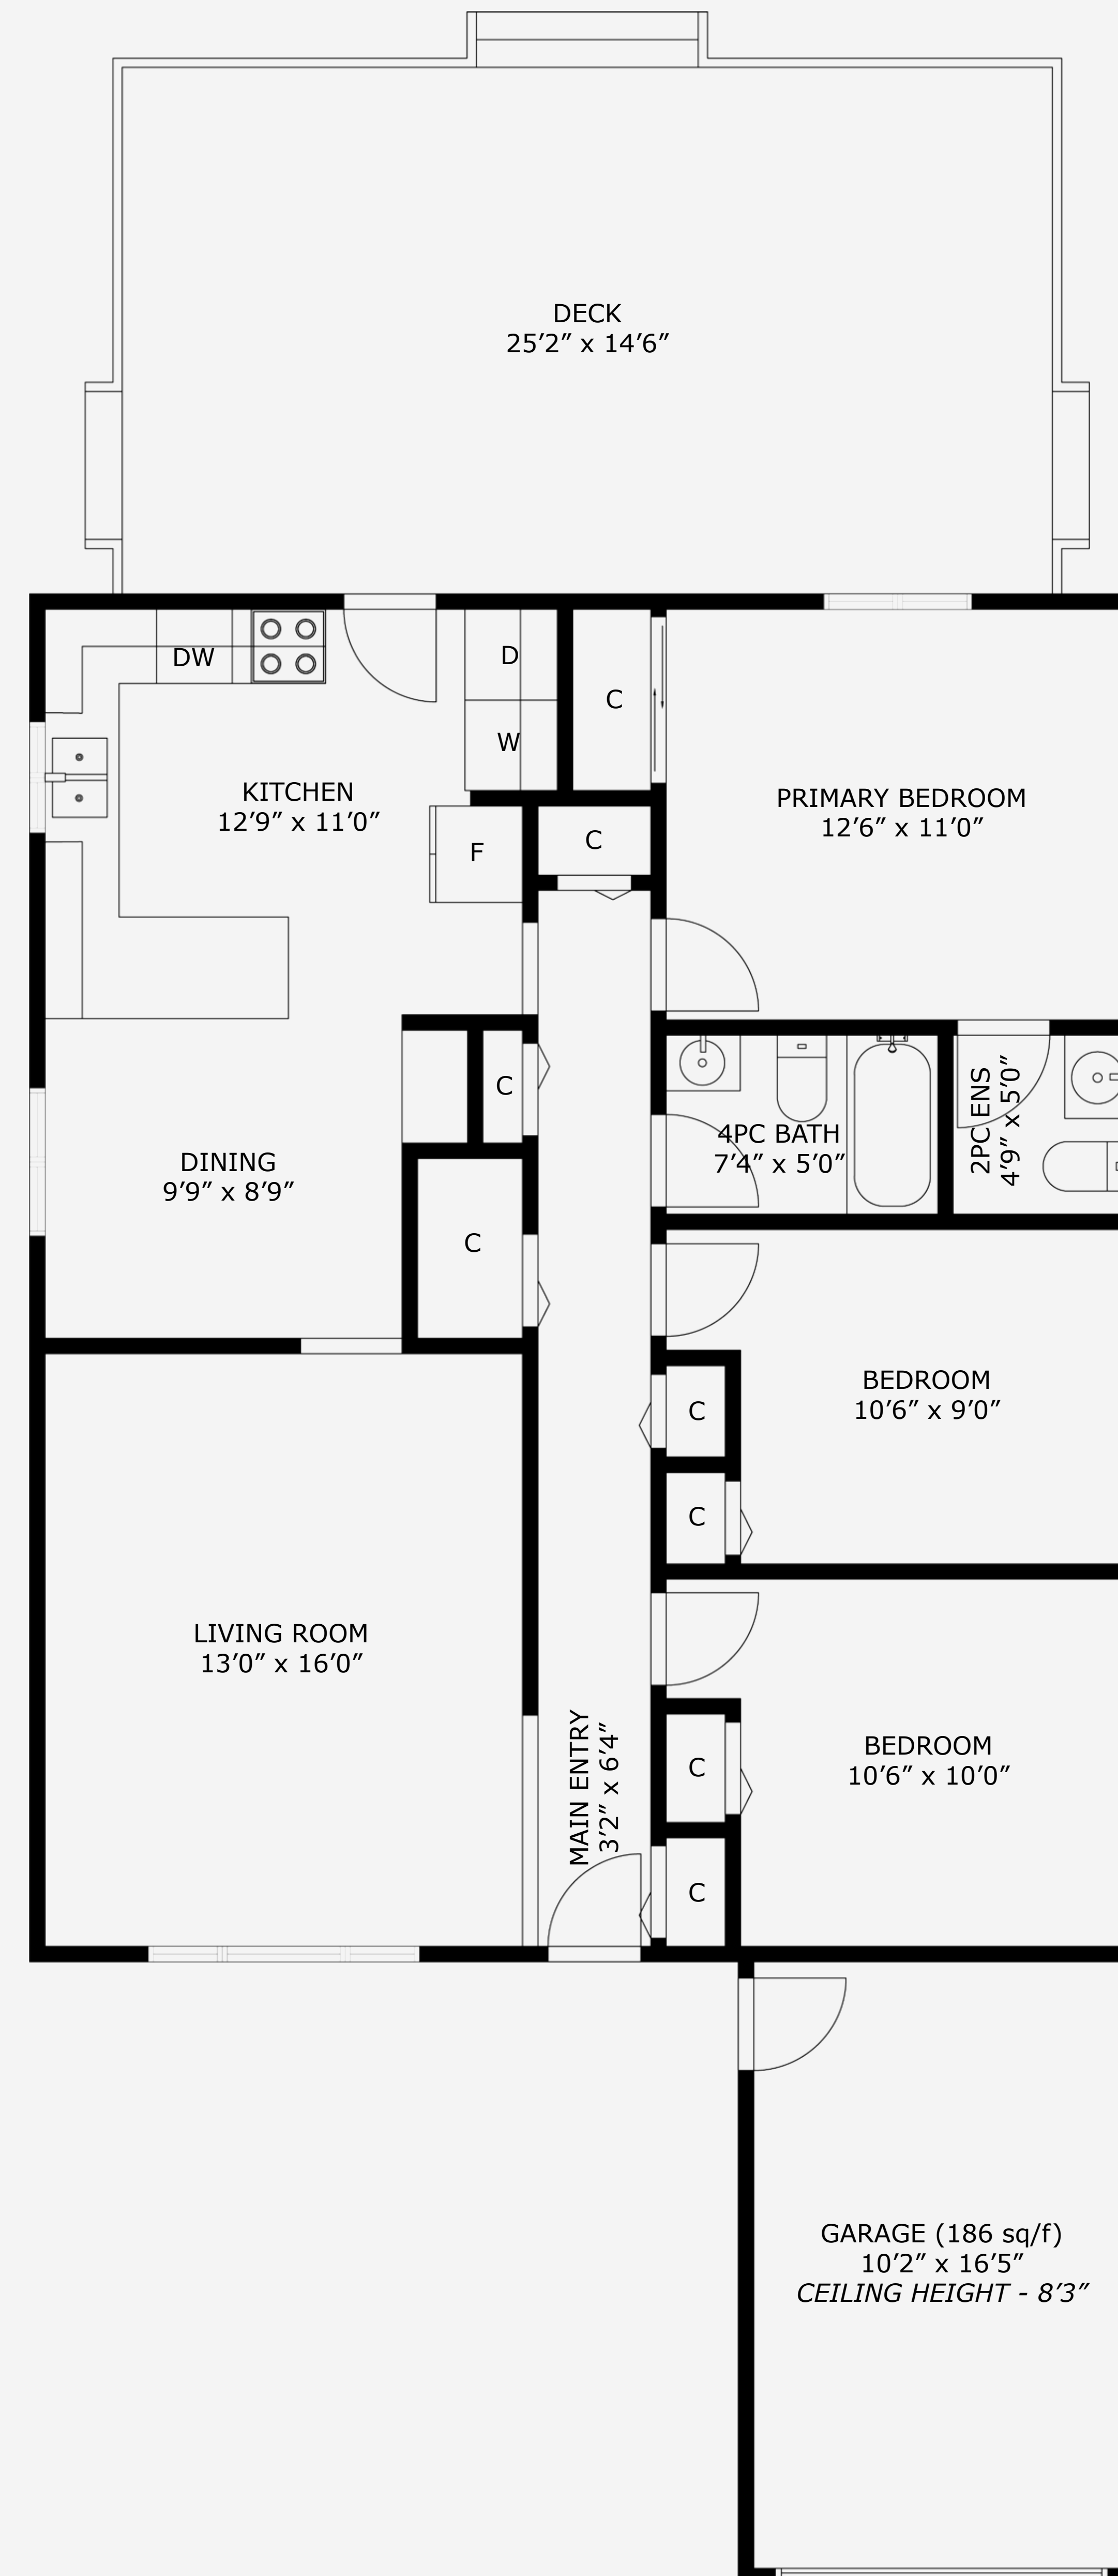 DECK
25′2″ x 14′6″
DW
D
C
W
KITCHEN
12′9″ x 11′0″
PRIMARY BEDROOM
12′6″ x 11′0″
F
C
C
4PC BATH
7′4″ x 5′0″
2PC ENS
4′9″ x 5′0″
DINING
9′9″ x 8′9″
C
BEDROOM
10′6″ x 9′0″
C
C
LIVING ROOM
13′0″ x 16′0″
MAIN ENTRY
3′2″ x 6′4″
BEDROOM
10′6″ x 10′0″
C
C
GARAGE (186 sq/f)
10′2″ x 16′5″
CEILING HEIGHT - 8′3″